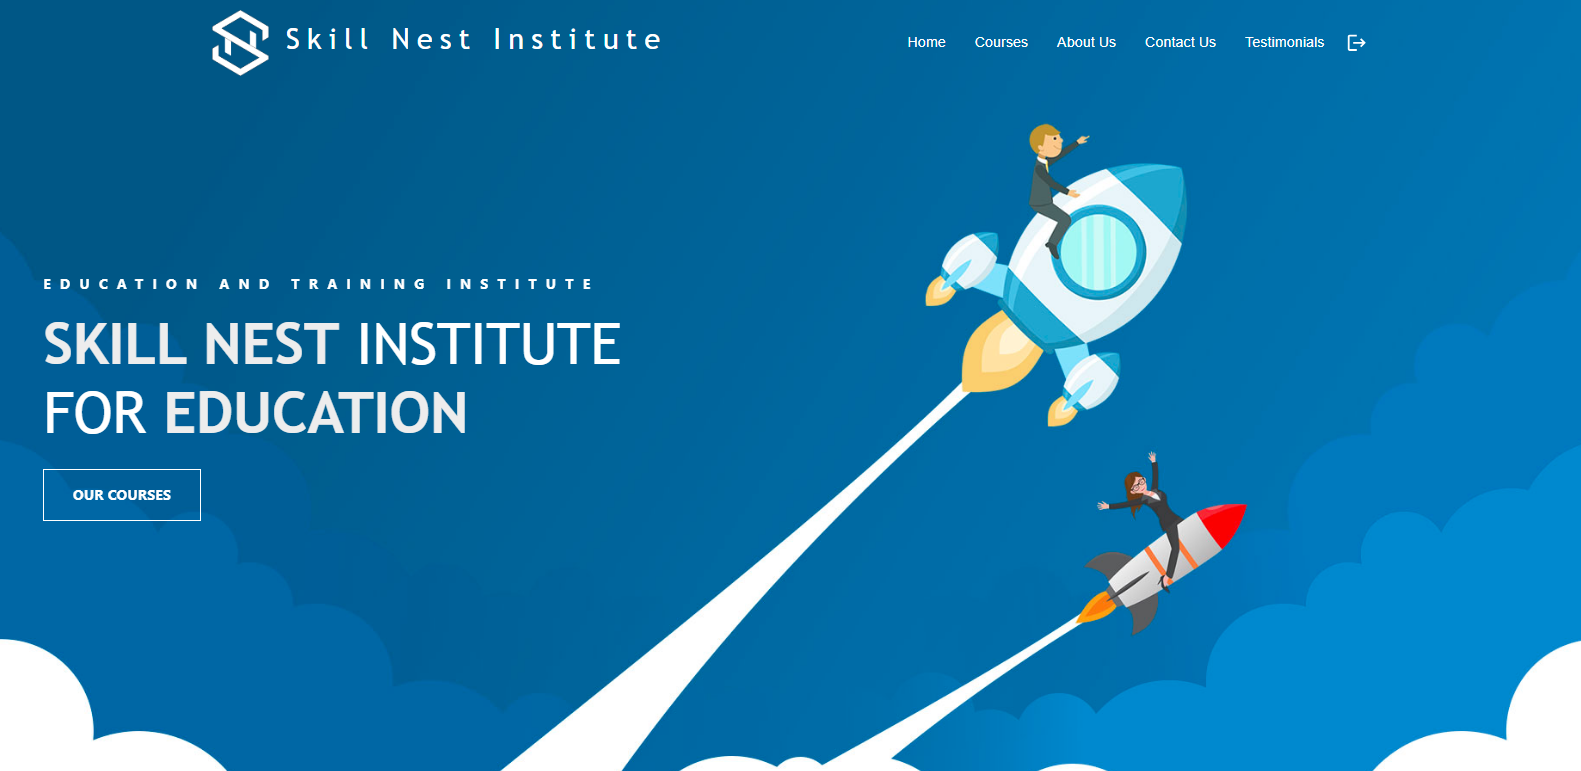 Skill Nest Institute
Home Courses About Us Contact Us Testimonials
EDUCATION AND TRAINING INSTITUTE
SKILL NEST INSTITUTE
FOR EDUCATION
OUR COURSES